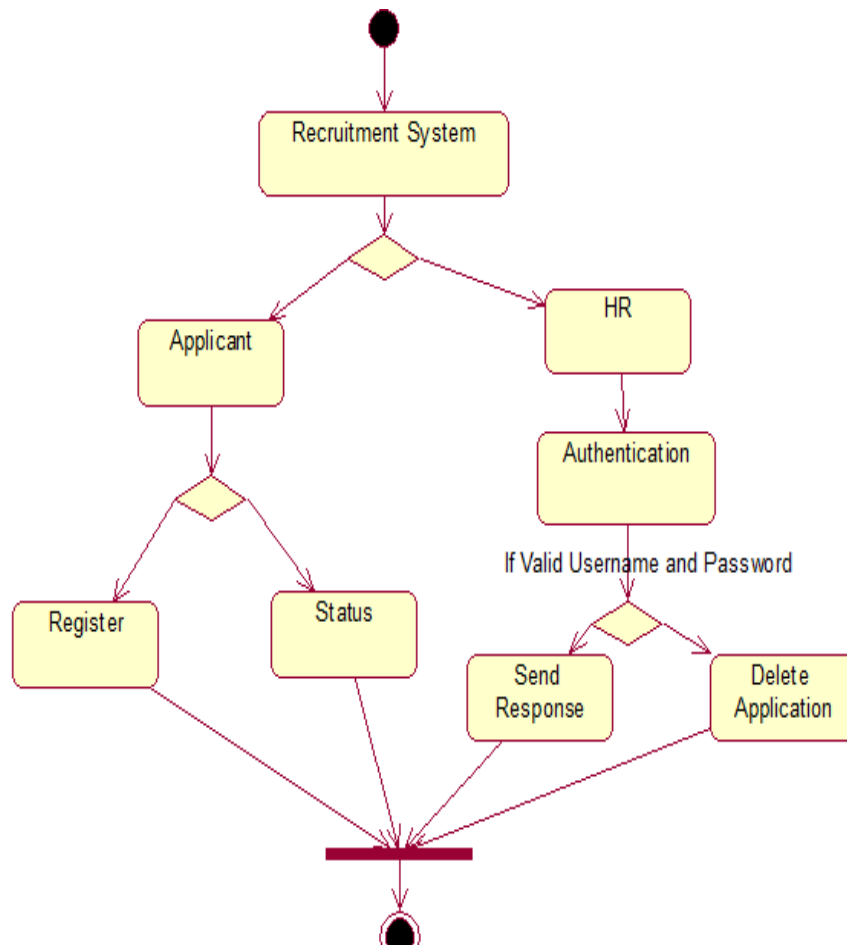 Recruitment System
HR
Applicant
Authentication
If Valid Username and Password
Status
Register
Send
Response
Delete
Application